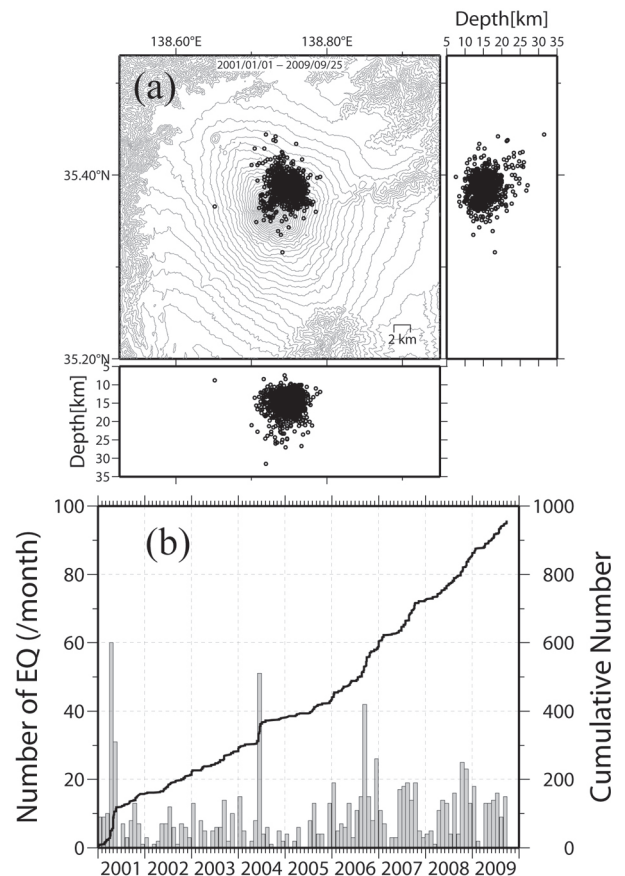 Depth[km]
138.60°E 138.80°E 5 10 15 20 25 30 35
2001/01/01 – 2009/09/25
(a)
35.40°N
2 km
35.20°N
5
10
15
20
25
30
35
Depth[km]
(b)
100 1000
80 800
60 600
40 400
20 200
0 0
Number of EQ (/month)
Cumulative Number
2001 2002 2003 2004 2005 2006 2007 2008 2009